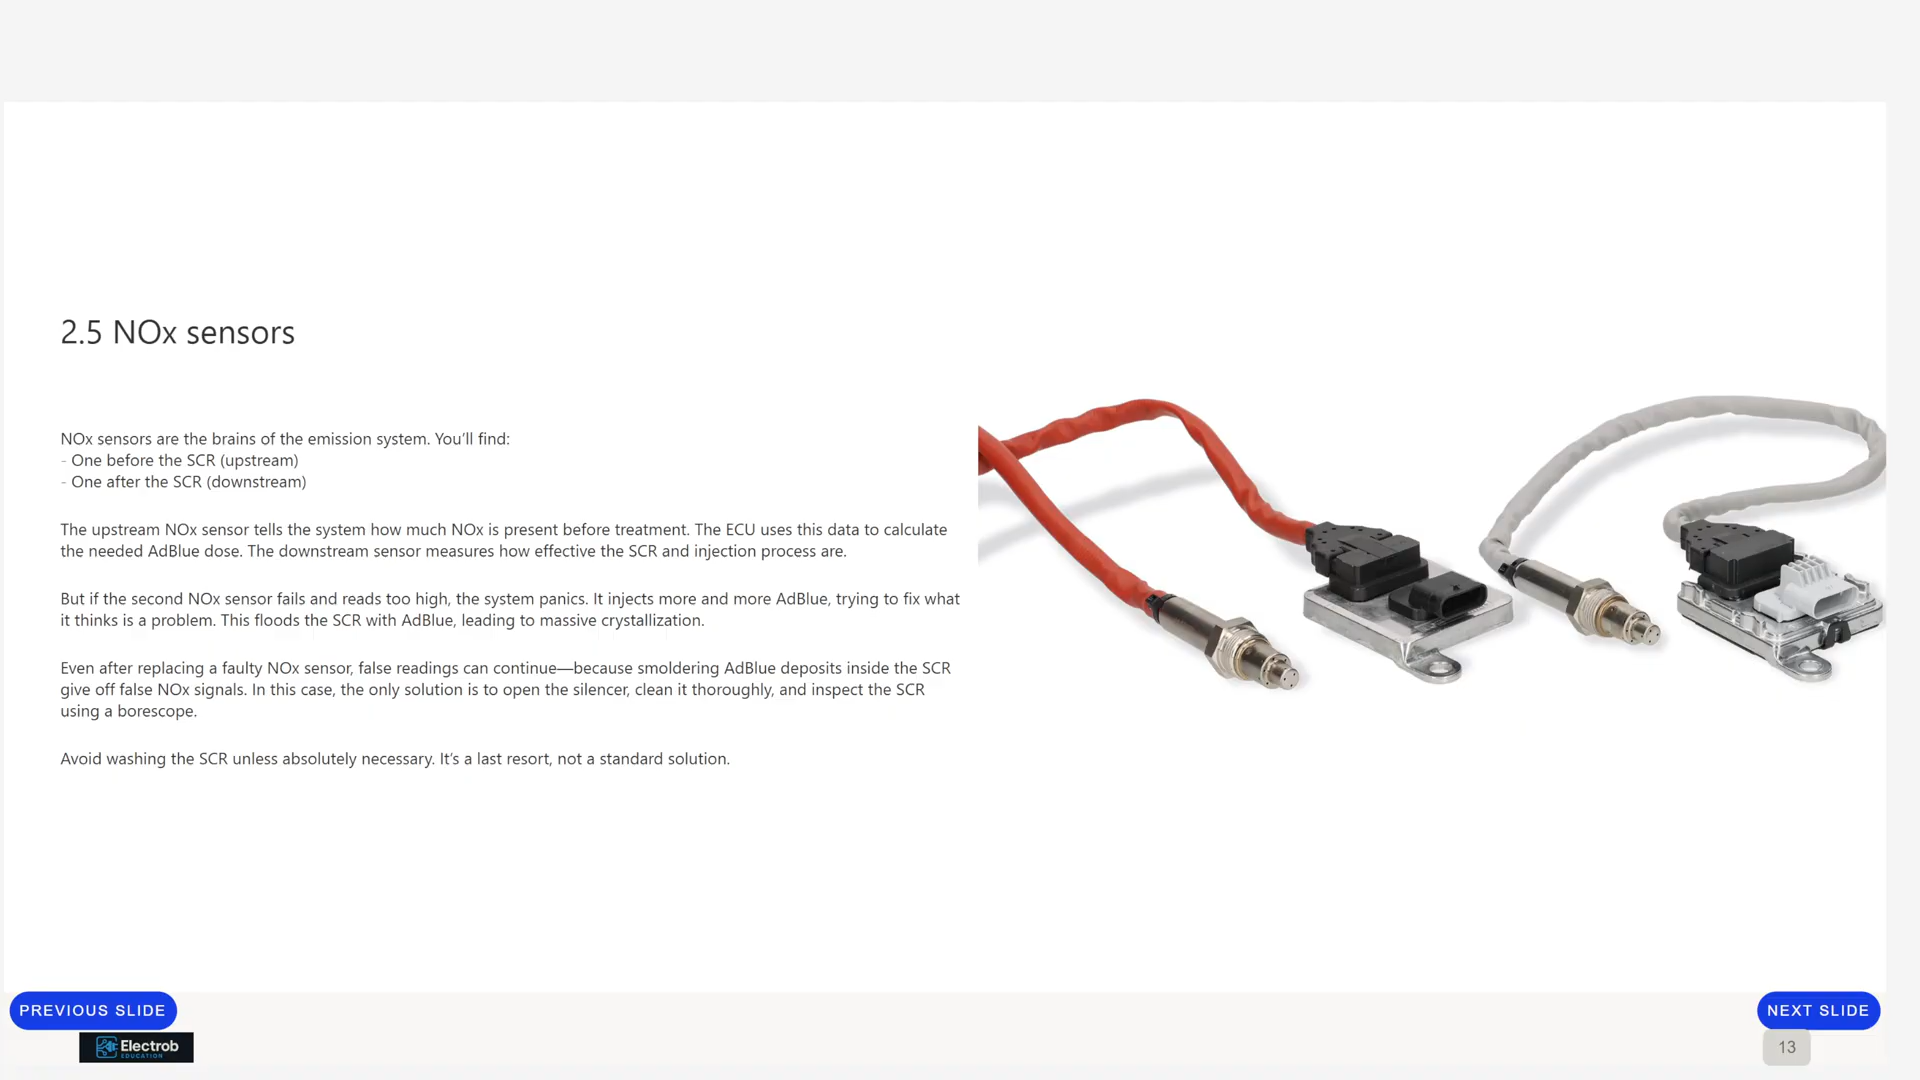 2.5 NOx sensors
NOx sensors are the brains of the emission system. You’ll find:
- One before the SCR (upstream)
- One after the SCR (downstream)
The upstream NOx sensor tells the system how much NOx is present before treatment. The ECU uses this data to calculate
the needed AdBlue dose. The downstream sensor measures how effective the SCR and injection process are.
But if the second NOx sensor fails and reads too high, the system panics. It injects more and more AdBlue, trying to fix what
it thinks is a problem. This floods the SCR with AdBlue, leading to massive crystallization.
Even after replacing a faulty NOx sensor, false readings can continue—because smoldering AdBlue deposits inside the SCR
give off false NOx signals. In this case, the only solution is to open the silencer, clean it thoroughly, and inspect the SCR
using a borescope.
Avoid washing the SCR unless absolutely necessary. It’s a last resort, not a standard solution.
PREVIOUS SLIDE
NEXT SLIDE
Electrob
EDUCATION
13